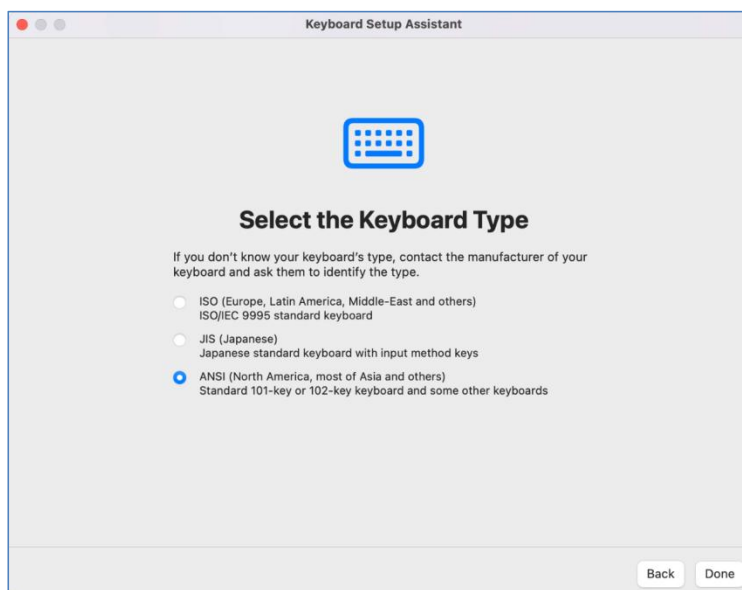 Keyboard Setup Assistant
Select the Keyboard Type
If you don’t know your keyboard’s type, contact the manufacturer of your
keyboard and ask them to identify the type.
ISO (Europe, Latin America, Middle-East and others)
ISO/IEC 9995 standard keyboard
JIS (Japanese)
Japanese standard keyboard with input method keys
ANSI (North America, most of Asia and others)
Standard 101-key or 102-key keyboard and some other keyboards
Back Done